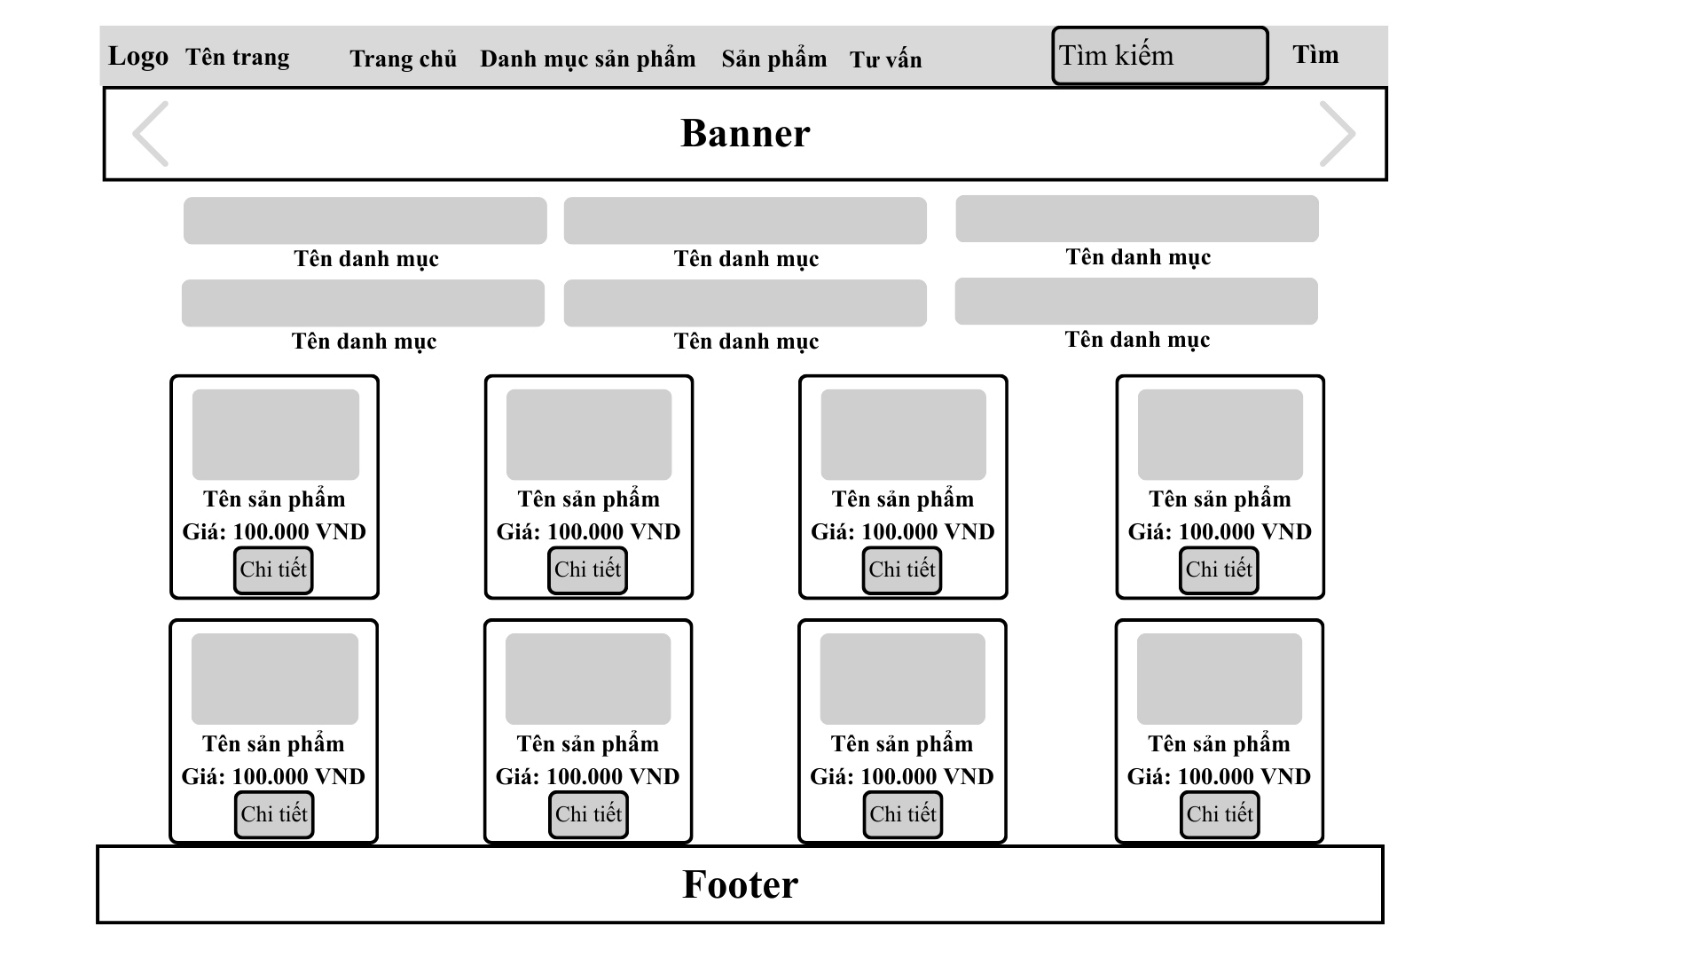 Logo Tên trang Trang chủ Danh mục sản phẩm Sản phẩm Tư vấn Tìm kiếm Tìm
Banner
Tên danh mục Tên danh mục Tên danh mục
Tên danh mục Tên danh mục Tên danh mục
Tên sản phẩm Tên sản phẩm Tên sản phẩm Tên sản phẩm
Giá: 100.000 VND Giá: 100.000 VND Giá: 100.000 VND Giá: 100.000 VND
Chi tiết Chi tiết Chi tiết Chi tiết
Tên sản phẩm Tên sản phẩm Tên sản phẩm Tên sản phẩm
Giá: 100.000 VND Giá: 100.000 VND Giá: 100.000 VND Giá: 100.000 VND
Chi tiết Chi tiết Chi tiết Chi tiết
Footer